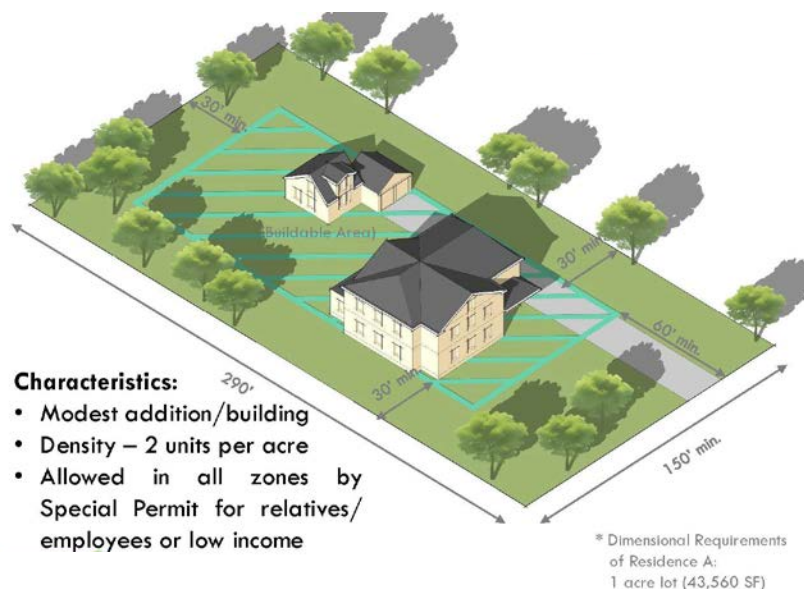 30' min.
(Buildable Area)
30' min.
60' min.
30' min.
290'
150' min.
Characteristics:
• Modest addition/building
• Density – 2 units per acre
• Allowed in all zones by
Special Permit for relatives/
employees or low income
* Dimensional Requirements
of Residence A:
1 acre lot (43,560 SF)